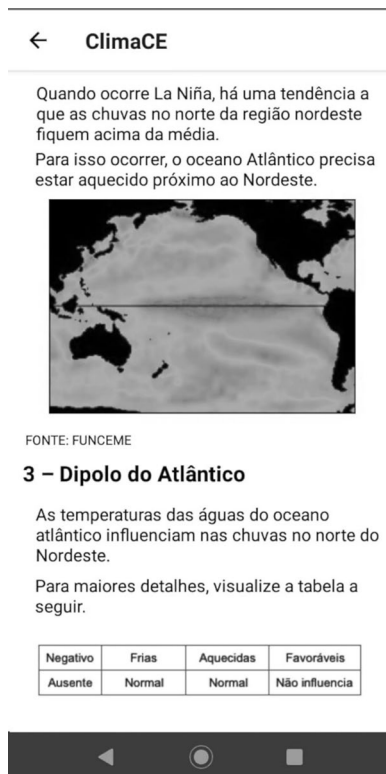 ClimaCE
Quando ocorre La Niña, há uma tendência a
que as chuvas no norte da região nordeste
fiquem acima da média.
Para isso ocorrer, o oceano Atlântico precisa
estar aquecido próximo ao Nordeste.
FONTE: FUNCEME
3 – Dipolo do Atlântico
As temperaturas das águas do oceano
atlântico influenciam nas chuvas no norte do
Nordeste.
Para maiores detalhes, visualize a tabela a
seguir.
Negativo Frias Aquecidas Favoráveis
Ausente Normal Normal Não influencia